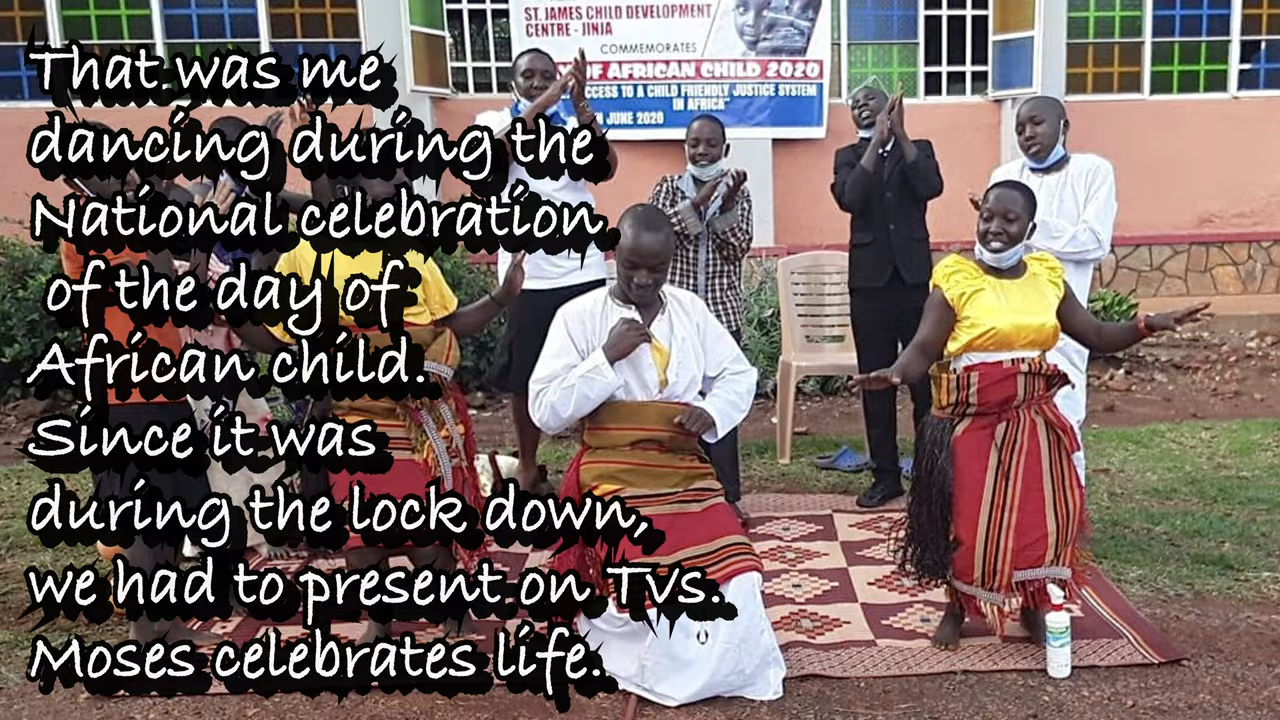 ST. JAMES CHILD DEVELOPMENT
CENTRE - JINJA
COMMEMORATES
OF AFRICAN CHILD 2020
ACCESS TO A CHILD FRIENDLY JUSTICE SYSTEM
IN AFRICA"
JUNE 2020
That was me
dancing during the
National celebration
of the day of
African child.
Since it was
during the lock down,
we had to present on Tvs.
Moses celebrates life.